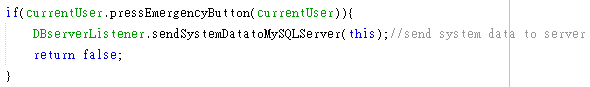 if(currentUser.pressEmergencyButton(currentUser)){
DBserverListener.sendSystemDatatoMySQLServer(this);//send system data to server
return false;
}